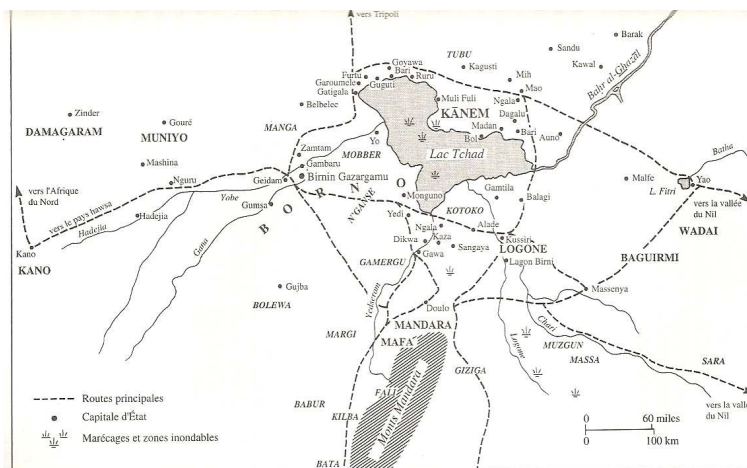 vers Tripoli
Barak
Sandu
Kawal
TUBU
Goyawa
Kagusti
Furtu
Bari
Ruru
Garoumele
Guguti
Gatigala
Mih
Mao
Bahr al-Ghazāl
Ngala
Belbelec
Muli Fuli
KĀNEM
Dagalu
Zinder
DAMAGARAM
Gouré
MUNIYO
MANGA
Yo
Madan
Bol
Bari
Auno
Zamtam
MOBBER
Lac Tchad
Mashina
Gambaru
Birnin Gazargamu
Batha
Nguru
Geidam
BORNO
Malfe
Yao
L. Fitri
vers l'Afrique
du Nord
vers le pays hawsa
Yobe
Gumsa
N'GANNE
Monguno
Gamtila
Balagi
vers la vallée
du Nil
Hadejia
Hadejia
Yedi
KOTOKO
WADAI
Kano
KANO
Gana
Ngala
Alade
Dikwa
Kaza
Kussiri
Gawa
Sangaya
LOGONE
BAGUIRMI
GAMERGU
Lagon Birni
Gujba
BOLEWA
Yedseram
Massenya
Doulo
MARGI
MANDARA
MAFA
Logone
Chari
MUZGUN
MASSA
SARA
GIZIGA
FALI
Monts Mandara
BABUR
KILBA
BATA
Routes principales
Capitale d'État
Marécages et zones inondables
vers la vallée
du Nil
0 60 miles
0 100 km